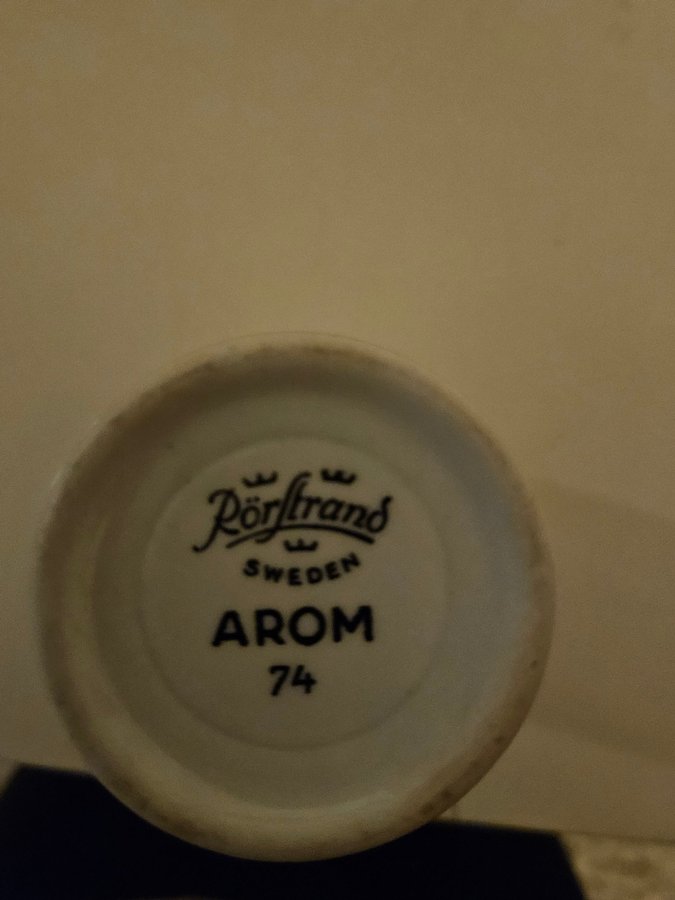 Rörstrand
SWEDEN
AROM
74